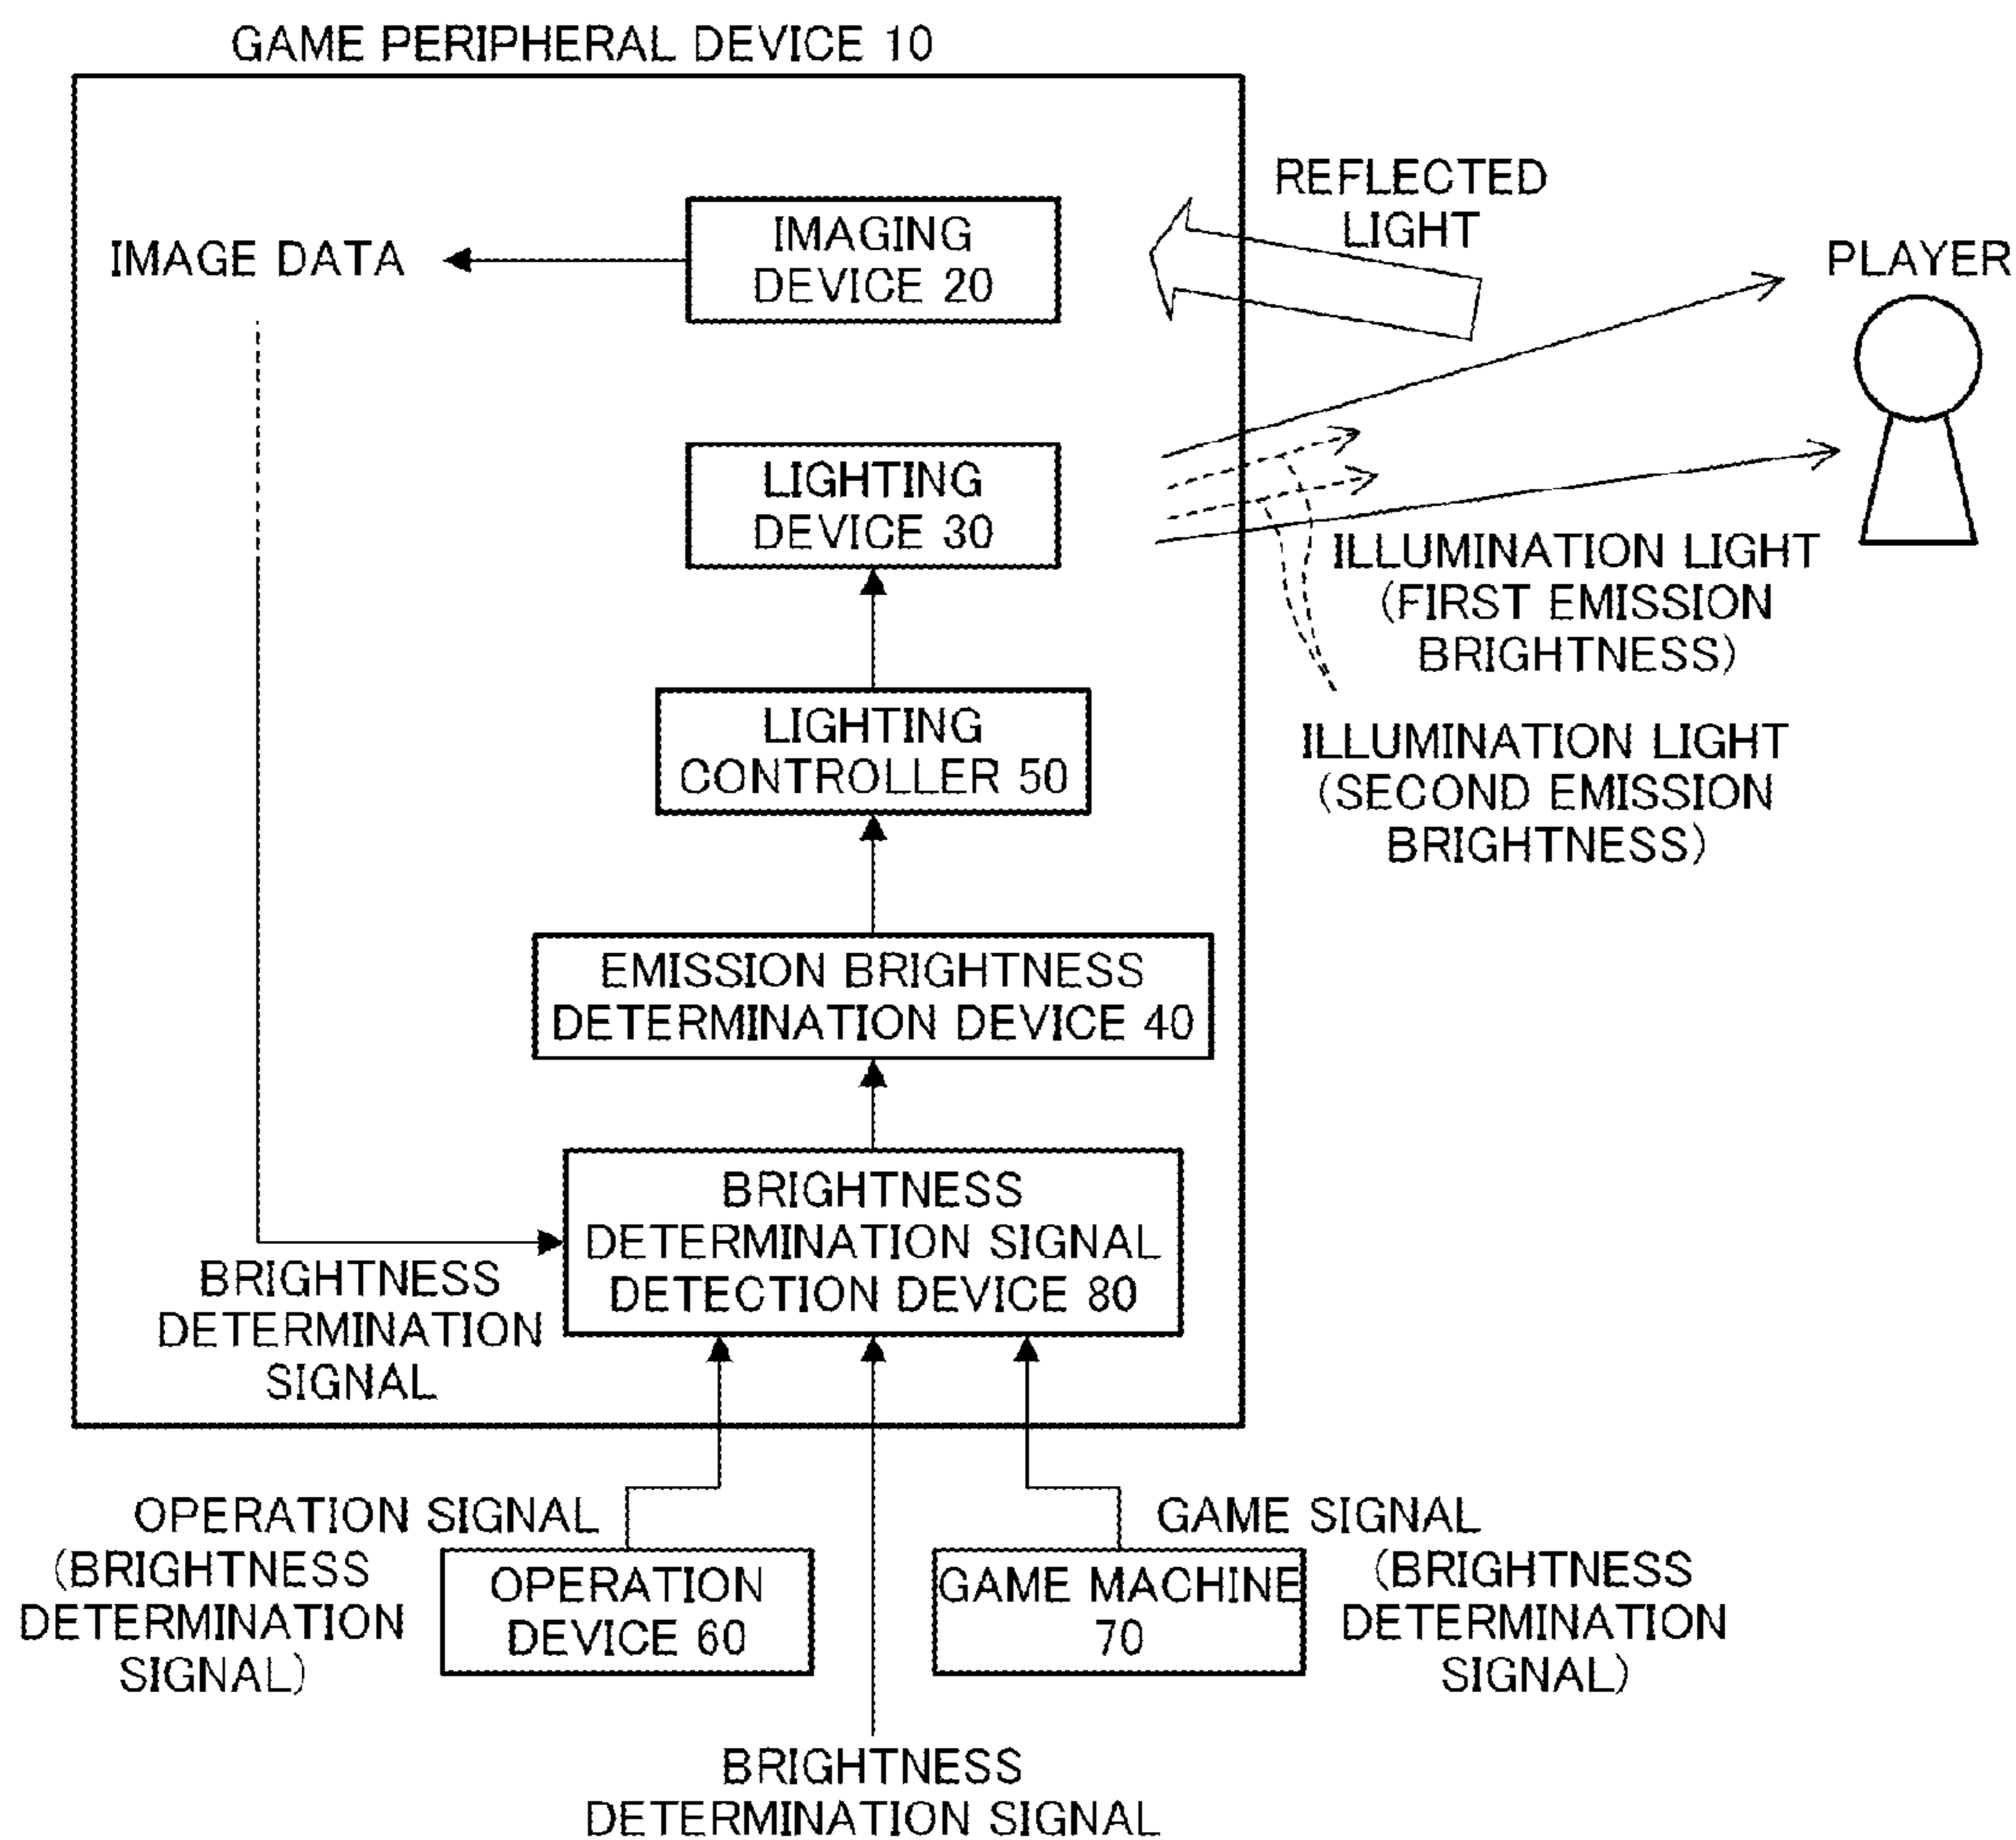 GAME PERIPHERAL DEVICE 10
REFLECTED
LIGHT
IMAGING
DEVICE 20
IMAGE DATA
PLAYER
LIGHTING
DEVICE 30
ILLUMINATION LIGHT
(FIRST EMISSION
BRIGHTNESS)
LIGHTING
CONTROLLER 50
ILLUMINATION LIGHT
(SECOND EMISSION
BRIGHTNESS)
EMISSION BRIGHTNESS
DETERMINATION DEVICE 40
BRIGHTNESS
DETERMINATION SIGNAL
DETECTION DEVICE 80
BRIGHTNESS
DETERMINATION
SIGNAL
OPERATION SIGNAL
(BRIGHTNESS
DETERMINATION
SIGNAL)
OPERATION
DEVICE 60
GAME MACHINE
70
GAME SIGNAL
(BRIGHTNESS
DETERMINATION
SIGNAL)
BRIGHTNESS
DETERMINATION SIGNAL